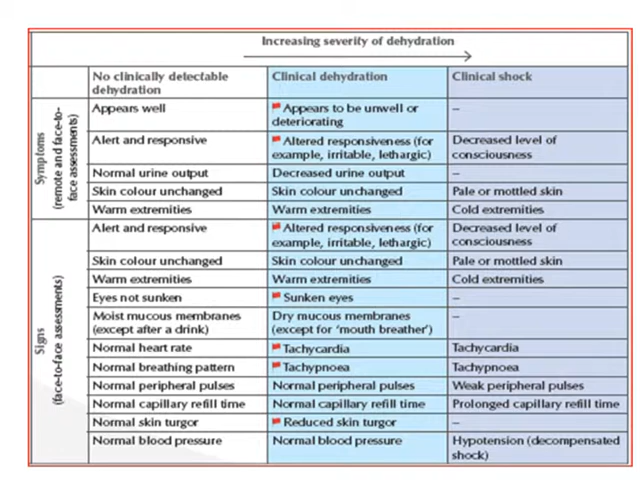 Increasing severity of dehydration
No clinically detectable dehydration Clinical dehydration Clinical shock
Symptoms (remote and face-to-face assessments)
Appears well Appears to be unwell or deteriorating –
Alert and responsive Altered responsiveness (for example, irritable, lethargic) Decreased level of consciousness
Normal urine output Decreased urine output –
Skin colour unchanged Skin colour unchanged Pale or mottled skin
Warm extremities Warm extremities Cold extremities
Signs (face-to-face assessments)
Alert and responsive Altered responsiveness (for example, irritable, lethargic) Decreased level of consciousness
Skin colour unchanged Skin colour unchanged Pale or mottled skin
Warm extremities Warm extremities Cold extremities
Eyes not sunken Sunken eyes –
Moist mucous membranes (except after a drink) Dry mucous membranes (except for ‘mouth breather’) –
Normal heart rate Tachycardia Tachycardia
Normal breathing pattern Tachypnoea Tachypnoea
Normal peripheral pulses Normal peripheral pulses Weak peripheral pulses
Normal capillary refill time Normal capillary refill time Prolonged capillary refill time
Normal skin turgor Reduced skin turgor –
Normal blood pressure Normal blood pressure Hypotension (decompensated shock)